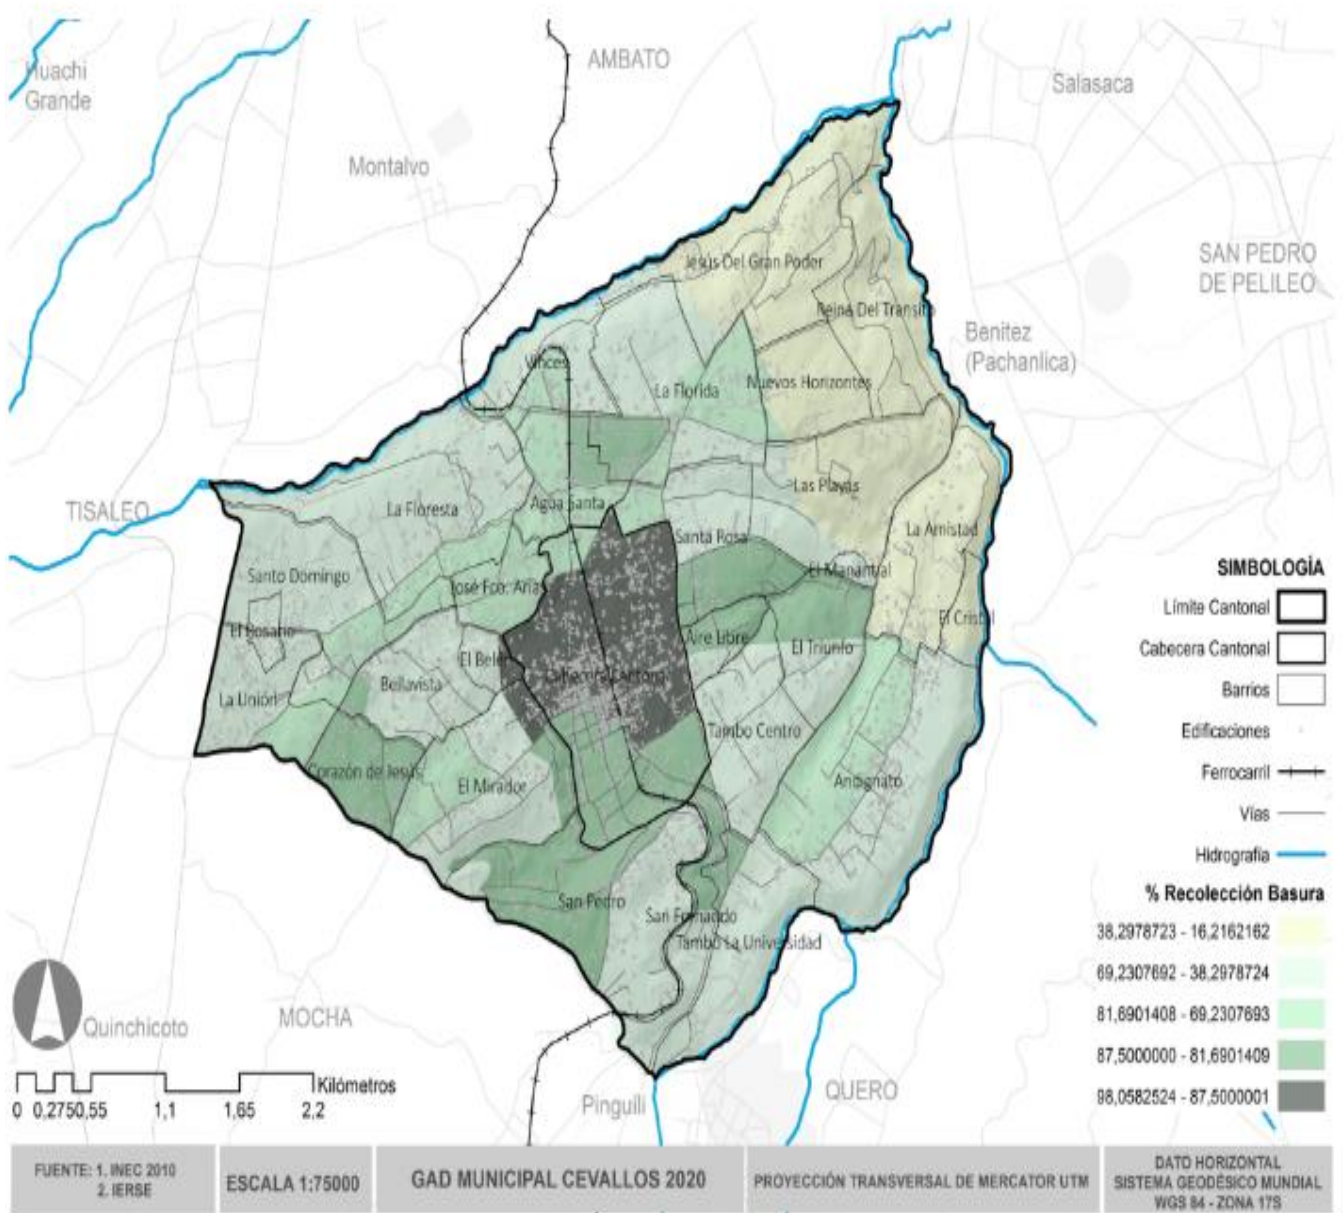 AMBATO
Huachi
Grande
Salasaca
Montalvo
SAN PEDRO
DE PELILEO
Jesús Del Gran Poder
Reina Del Transito
Benitez
(Pachanlica)
Vinces
La Florida
Nuevos Horizontes
Las Playas
TISALEO
La Floresta
Agua Santa
La Amistad
Santa Rosa
El Manantial
Santo Domingo
José Fco. Arias
El Cristal
El Rosario
Aire Libre
El Triunfo
El Belén
Bellavista
La Unión
Tambo Centro
Corazón de Jesús
El Mirador
Andignato
San Pedro
San Fernando
Tambo La Universidad
Quinchicoto
MOCHA
Pinguili
QUERO
SIMBOLOGÍA
Límite Cantonal
Cabecera Cantonal
Barrios
Edificaciones
Ferrocarril
Vías
Hidrografía
% Recolección Basura
38,2978723 - 16,2162162
69,2307692 - 38,2978724
81,6901408 - 69,2307693
87,5000000 - 81,6901409
98,0582524 - 87,5000001
Kilómetros
0 0,2750,55 1,1 1,65 2,2
FUENTE: 1. INEC 2010
2. IERSE
ESCALA 1:75000
GAD MUNICIPAL CEVALLOS 2020
PROYECCIÓN TRANSVERSAL DE MERCATOR UTM
DATO HORIZONTAL
SISTEMA GEODÉSICO MUNDIAL
WGS 84 - ZONA 17S